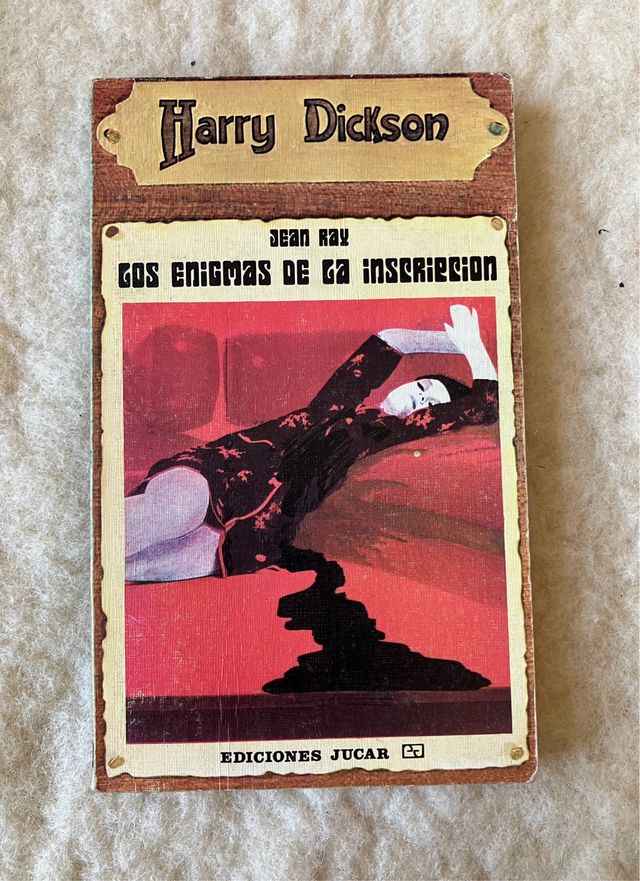 Harry Dickson
JEAN RAY
LOS ENIGMAS DE LA INSCRIPCION
EDICIONES JUCAR